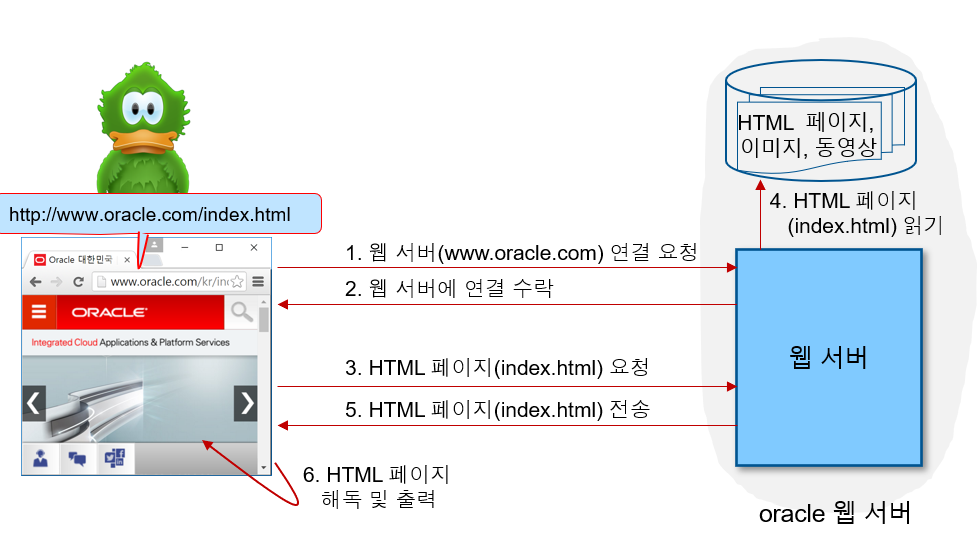 HTML 페이지,
이미지, 동영상
http://www.oracle.com/index.html
4. HTML 페이지
(index.html) 읽기
Oracle 대한민국
1. 웹 서버(www.oracle.com) 연결 요청
www.oracle.com/kr/in
2. 웹 서버에 연결 수락
ORACLE
Integrated Cloud Applications & Platform Services
웹 서버
3. HTML 페이지(index.html) 요청
5. HTML 페이지(index.html) 전송
6. HTML 페이지
해독 및 출력
oracle 웹 서버